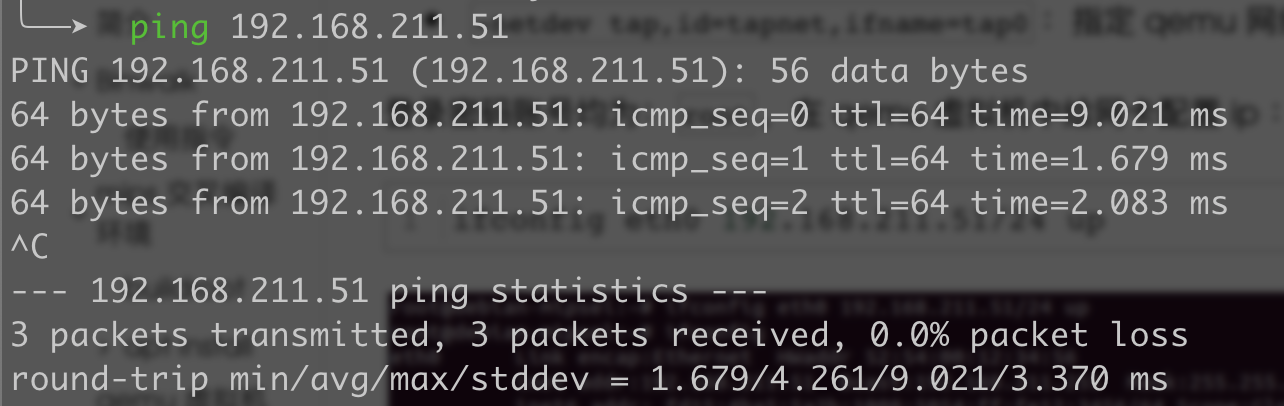 ping 192.168.211.51
PING 192.168.211.51 (192.168.211.51): 56 data bytes
64 bytes from 192.168.211.51: icmp_seq=0 ttl=64 time=9.021 ms
64 bytes from 192.168.211.51: icmp_seq=1 ttl=64 time=1.679 ms
64 bytes from 192.168.211.51: icmp_seq=2 ttl=64 time=2.083 ms
^C
--- 192.168.211.51 ping statistics ---
3 packets transmitted, 3 packets received, 0.0% packet loss
round-trip min/avg/max/stddev = 1.679/4.261/9.021/3.370 ms